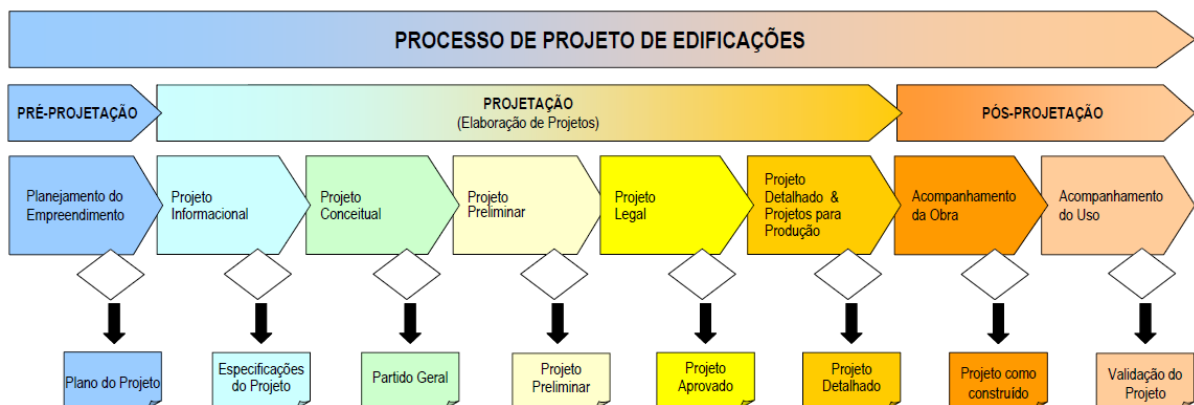 PROCESSO DE PROJETO DE EDIFICAÇÕES
PRÉ-PROJETAÇÃO
PROJETAÇÃO
(Elaboração de Projetos)
PÓS-PROJETAÇÃO
Planejamento do
Empreendimento
Projeto
Informacional
Projeto
Conceitual
Projeto
Preliminar
Projeto
Legal
Projeto
Detalhado &
Projetos para
Produção
Acompanhamento
da Obra
Acompanhamento
do Uso
Plano do Projeto
Especificações
do Projeto
Partido Geral
Projeto
Preliminar
Projeto
Aprovado
Projeto
Detalhado
Projeto como
construído
Validação do
Projeto